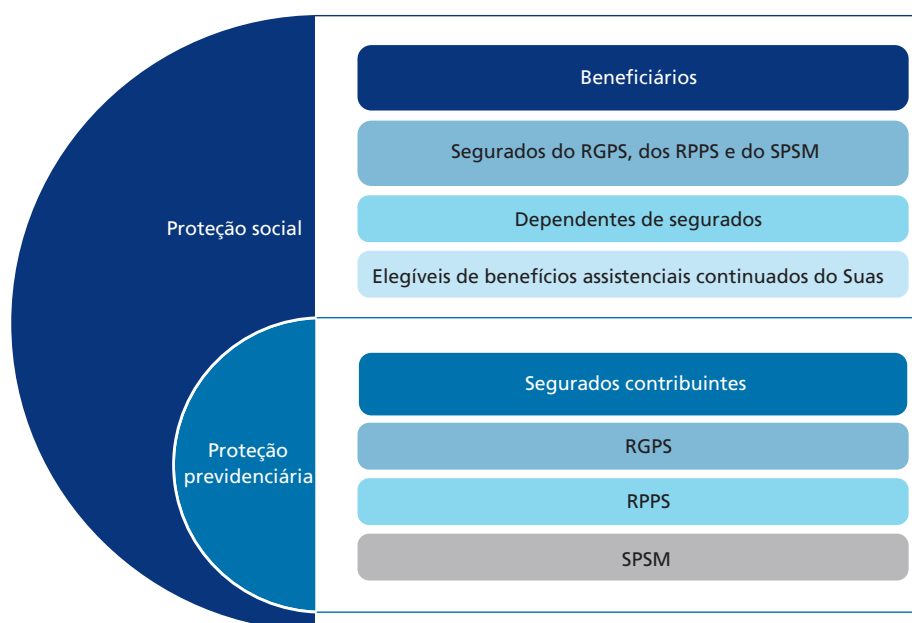 Proteção social
Beneficiários
Segurados do RGPS, dos RPPS e do SPSM
Dependentes de segurados
Elegíveis de benefícios assistenciais continuados do Suas
Proteção
previdenciária
Segurados contribuintes
RGPS
RPPS
SPSM